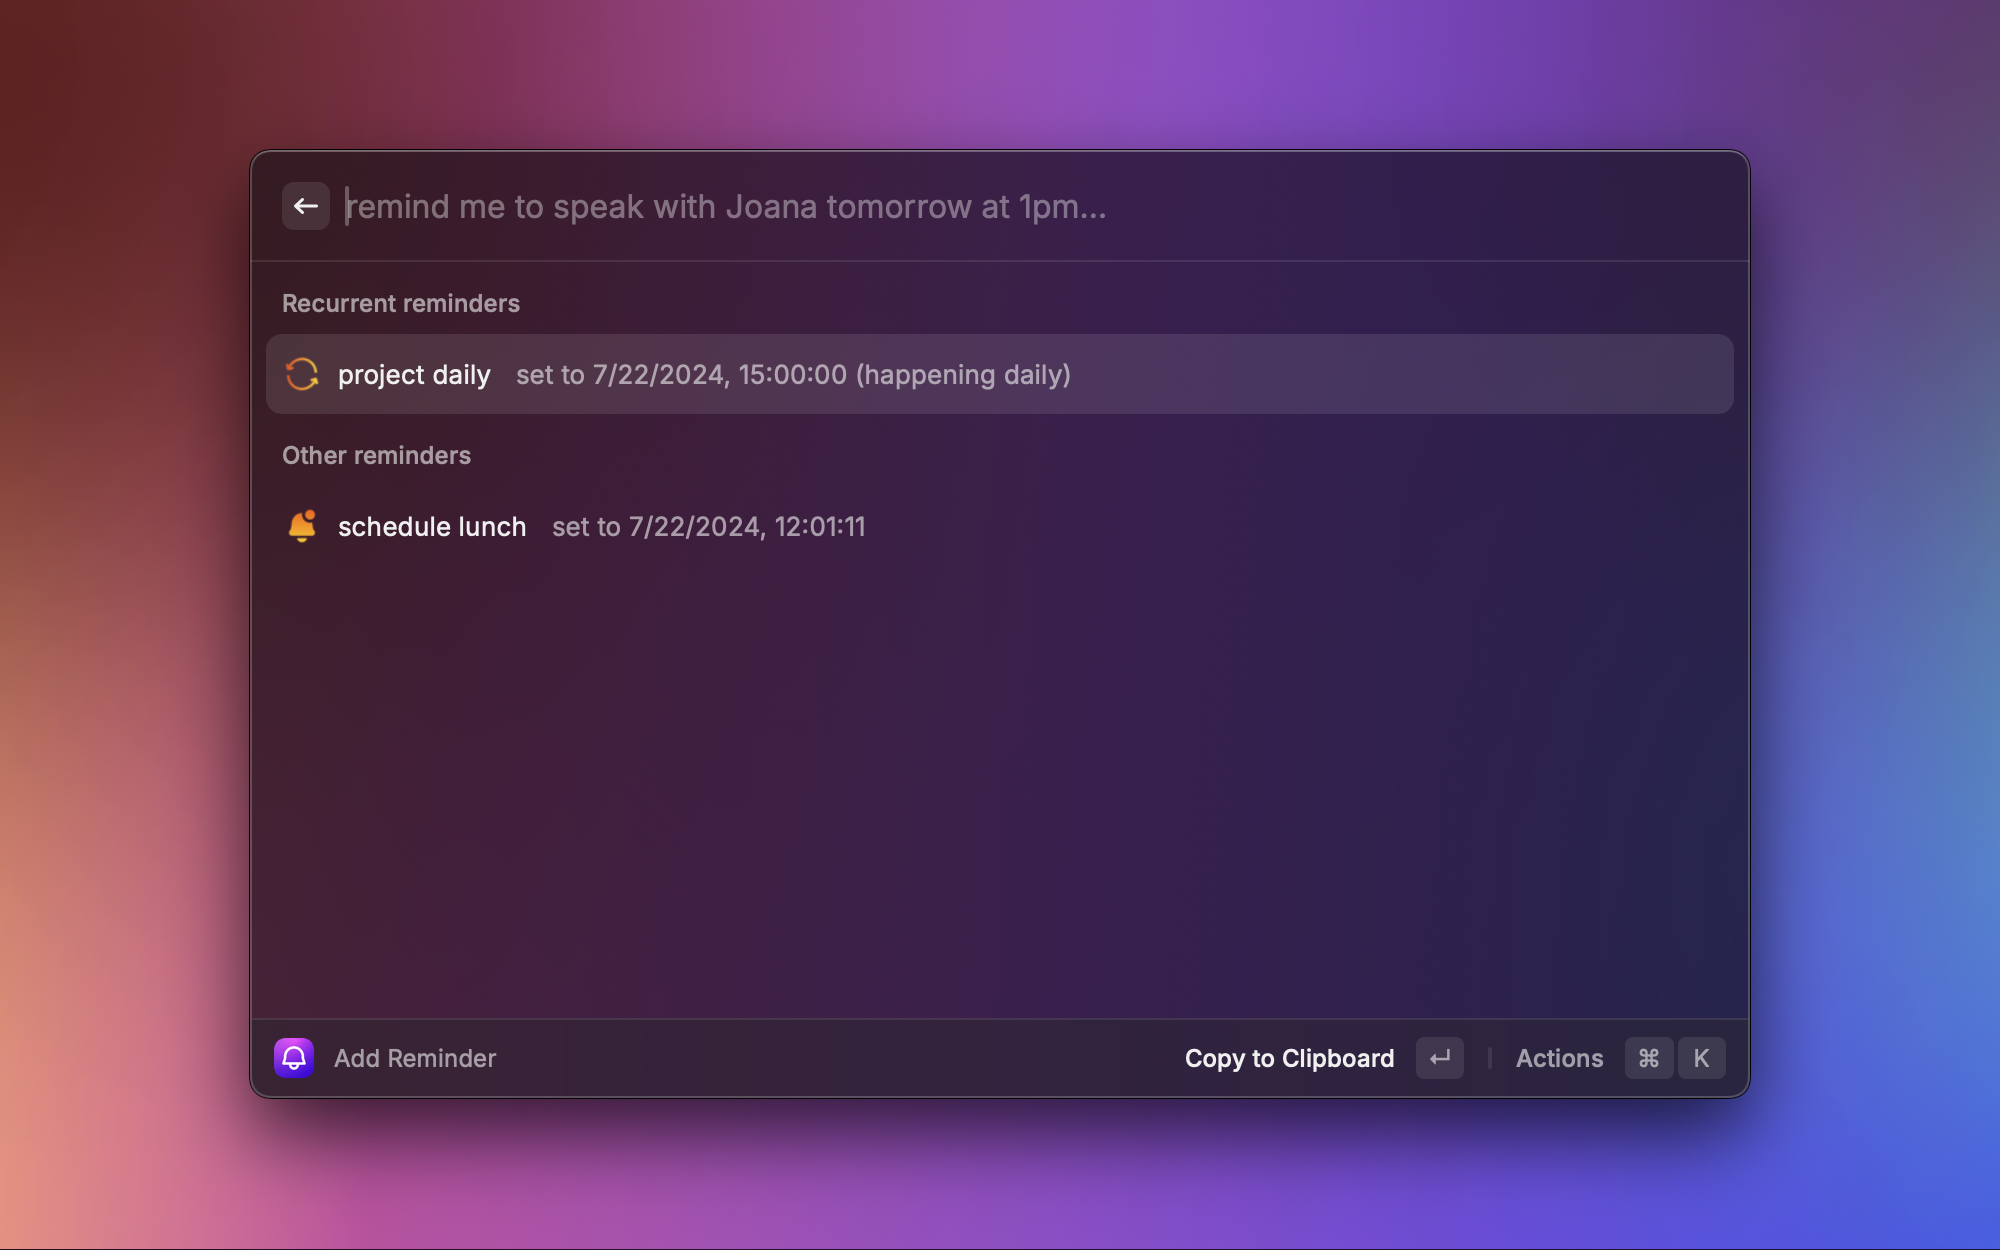 remind me to speak with Joana tomorrow at 1pm...
Recurrent reminders
project daily set to 7/22/2024, 15:00:00 (happening daily)
Other reminders
schedule lunch set to 7/22/2024, 12:01:11
Add Reminder Copy to Clipboard ↵ Actions ⌘ K